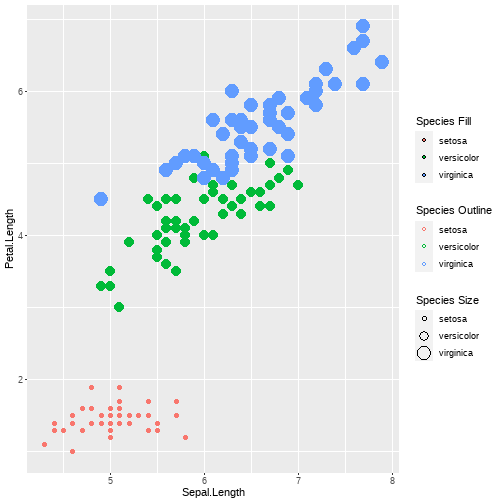 6
4
2
5
6
7
8
Sepal.Length
Petal.Length
Species Fill
setosa
versicolor
virginica
Species Outline
setosa
versicolor
virginica
Species Size
setosa
versicolor
virginica